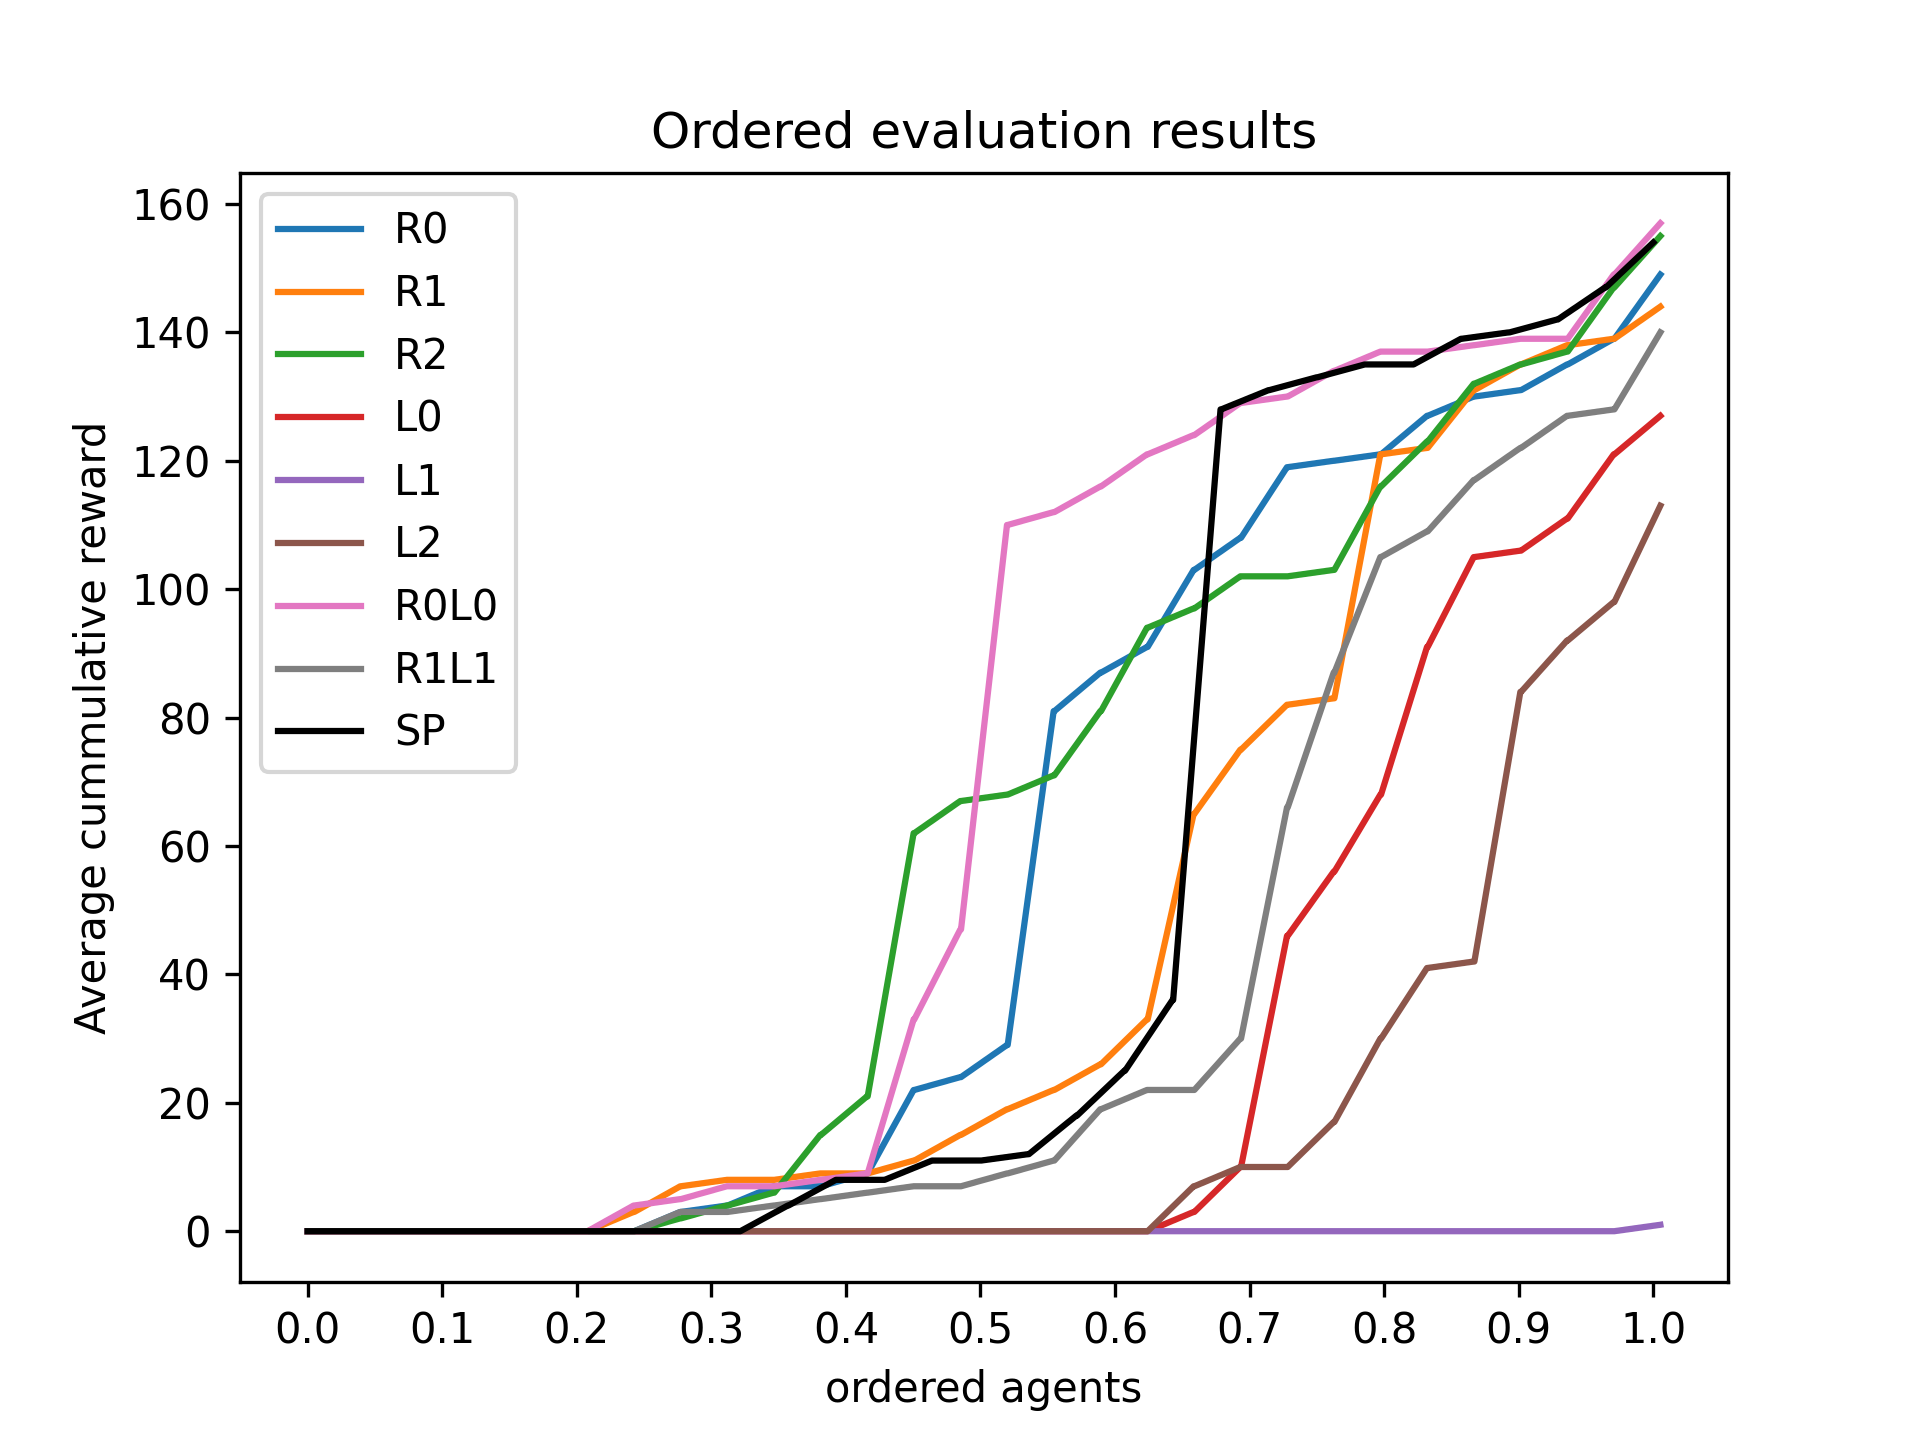 Ordered evaluation results
Average cummulative reward
160
140
120
100
80
60
40
20
0
R0
R1
R2
L0
L1
L2
R0L0
R1L1
SP
0.0 0.1 0.2 0.3 0.4 0.5 0.6 0.7 0.8 0.9 1.0
ordered agents